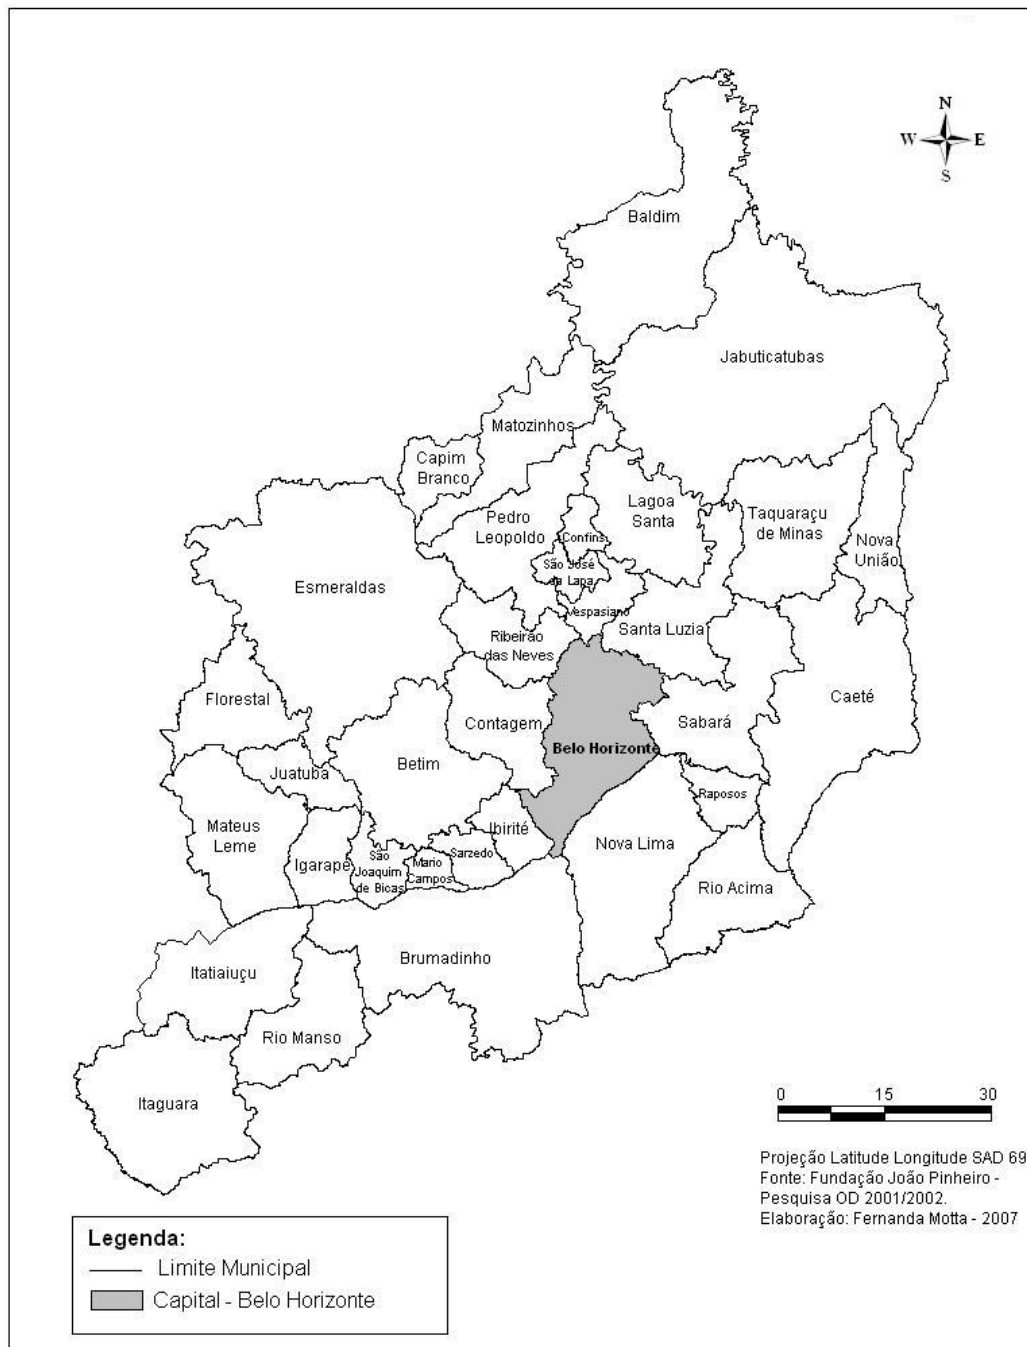 N
W E
S
Baldim
Jabuticatubas
Matozinhos
Capim
Branco
Lagoa
Santa
Taquaraçu
de Minas
Pedro
Leopoldo
Confins
Nova
União
São José
da Lapa
Esmeraldas
Vespasiano
Santa Luzia
Ribeirão
das Neves
Florestal
Caeté
Contagem
Sabará
Belo Horizonte
Betim
Juatuba
Raposos
Mateus
Leme
Ibirité
Nova Lima
Sarzedo
São
Joaquim
de Bicas
Igarapé
Mario
Campos
Rio Acima
Brumadinho
Itatiaiuçu
Rio Manso
Itaguara
0 15 30
Projeção Latitude Longitude SAD 69
Fonte: Fundação João Pinheiro -
Pesquisa OD 2001/2002.
Elaboração: Fernanda Motta - 2007
Legenda:
Limite Municipal
Capital - Belo Horizonte